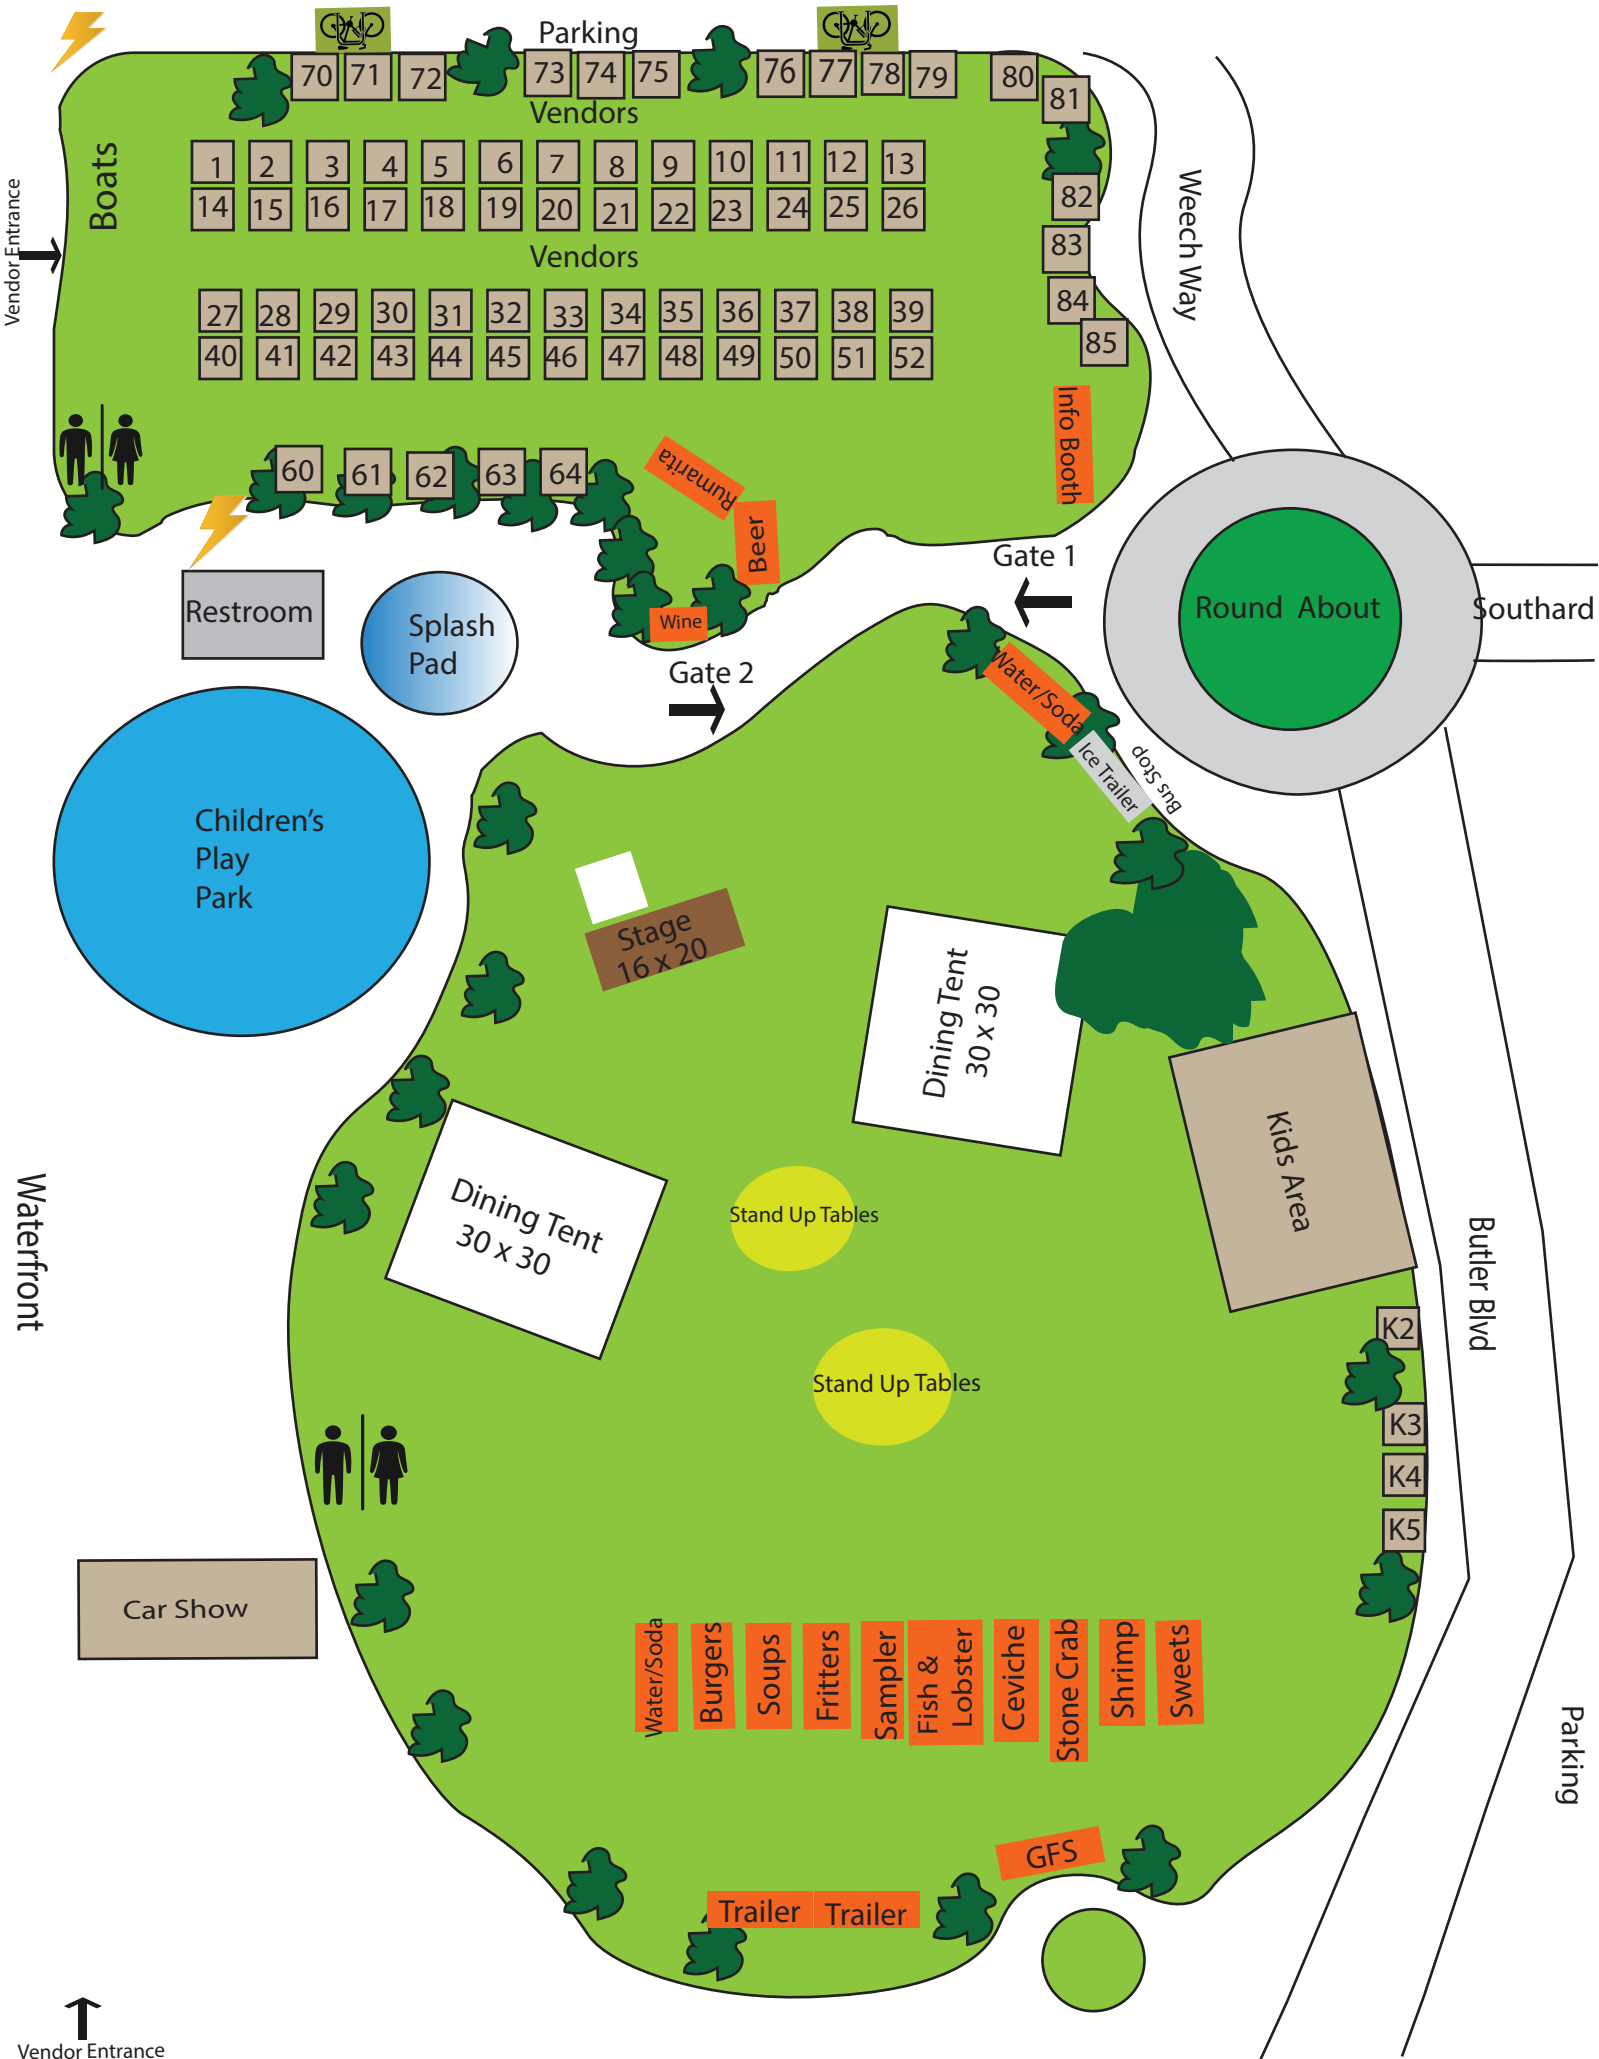 Parking
70 71 72 73 74 75 76 77 78 79 80
81
Vendors
Boats
1 2 3 4 5 6 7 8 9 10 11 12 13
14 15 16 17 18 19 20 21 22 23 24 25 26
82
Weech Way
Vendor Entrance
Vendors
83
27 28 29 30 31 32 33 34 35 36 37 38 39
84
40 41 42 43 44 45 46 47 48 49 50 51 52
85
Info Booth
60 61 62 63 64
Rumarita
Beer
Gate 1
Restroom
Splash
Pad
Wine
Round About
Southard
Gate 2
Water/Soda
Ice Trailer
Bus Stop
Children's
Play
Park
Stage
16 x 20
Dining Tent
30 x 30
Kids Area
Dining Tent
30 x 30
Stand Up Tables
Waterfront
Butler Blvd
K2
Stand Up Tables
K3
K4
K5
Car Show
Water/Soda
Burgers
Soups
Fritters
Sampler
Fish &
Lobster
Ceviche
Stone Crab
Shrimp
Sweets
Parking
GFS
Trailer Trailer
Vendor Entrance